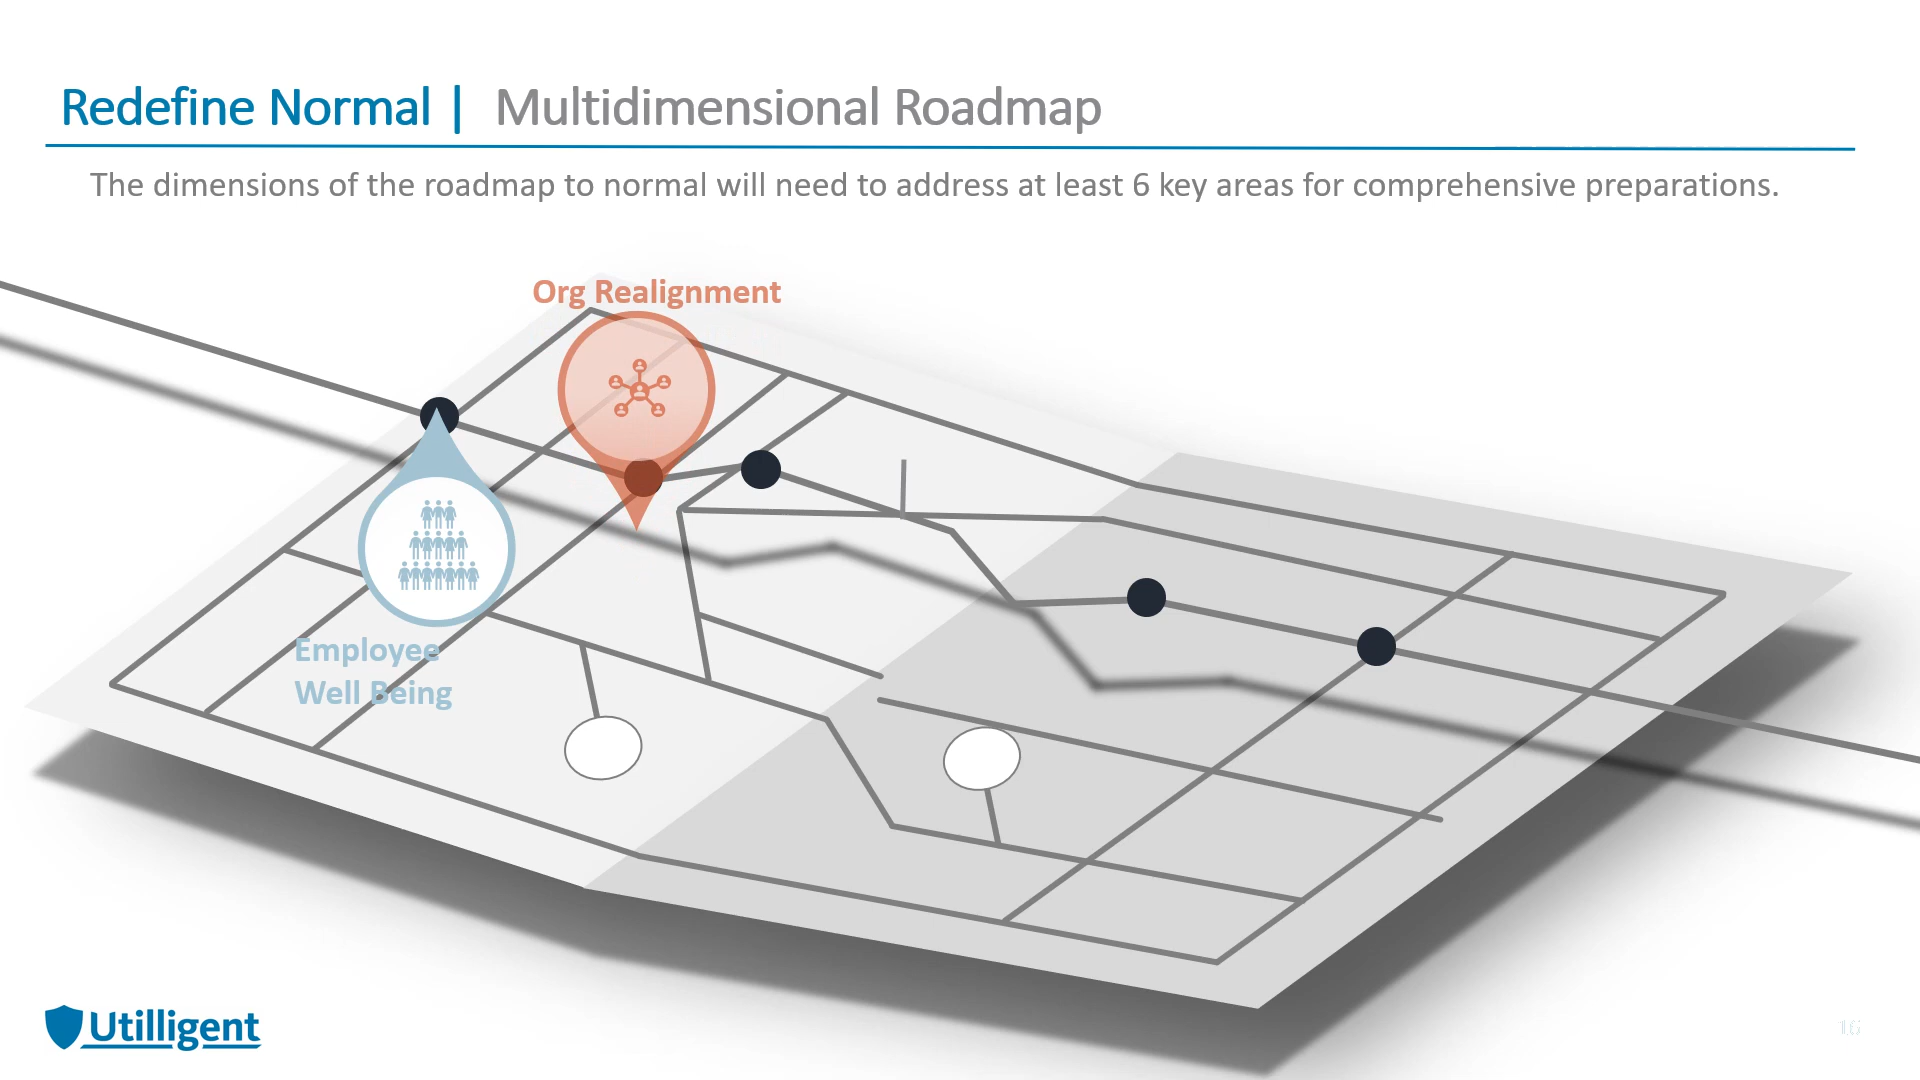 Redefine Normal | Multidimensional Roadmap
The dimensions of the roadmap to normal will need to address at least 6 key areas for comprehensive preparations.
Org Realignment
Employee
Well Being
Utilligent
16